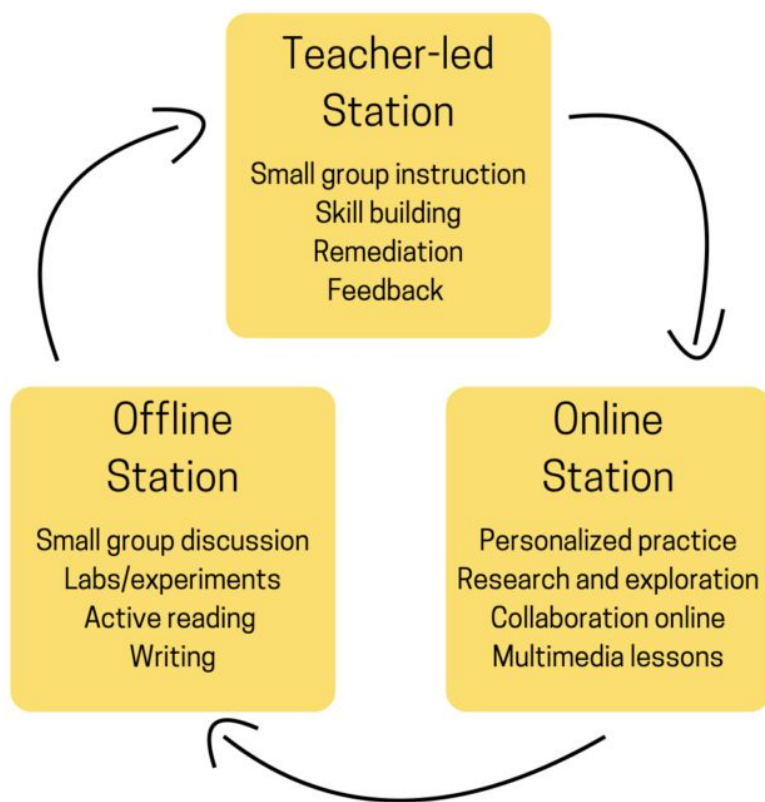 Teacher-led
Station
Small group instruction
Skill building
Remediation
Feedback
Offline
Station
Small group discussion
Labs/experiments
Active reading
Writing
Online
Station
Personalized practice
Research and exploration
Collaboration online
Multimedia lessons